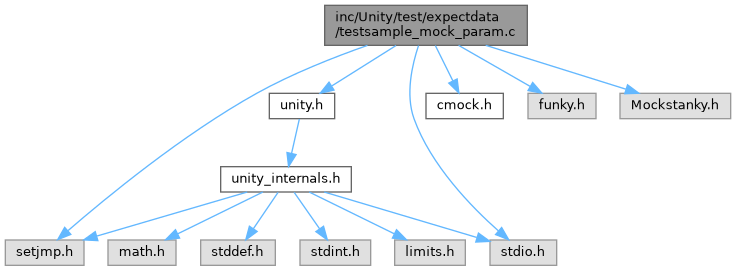 inc/Unity/test/expectdata
/testsample_mock_param.c
unity.h
cmock.h
funky.h
Mockstanky.h
unity_internals.h
setjmp.h
math.h
stddef.h
stdint.h
limits.h
stdio.h